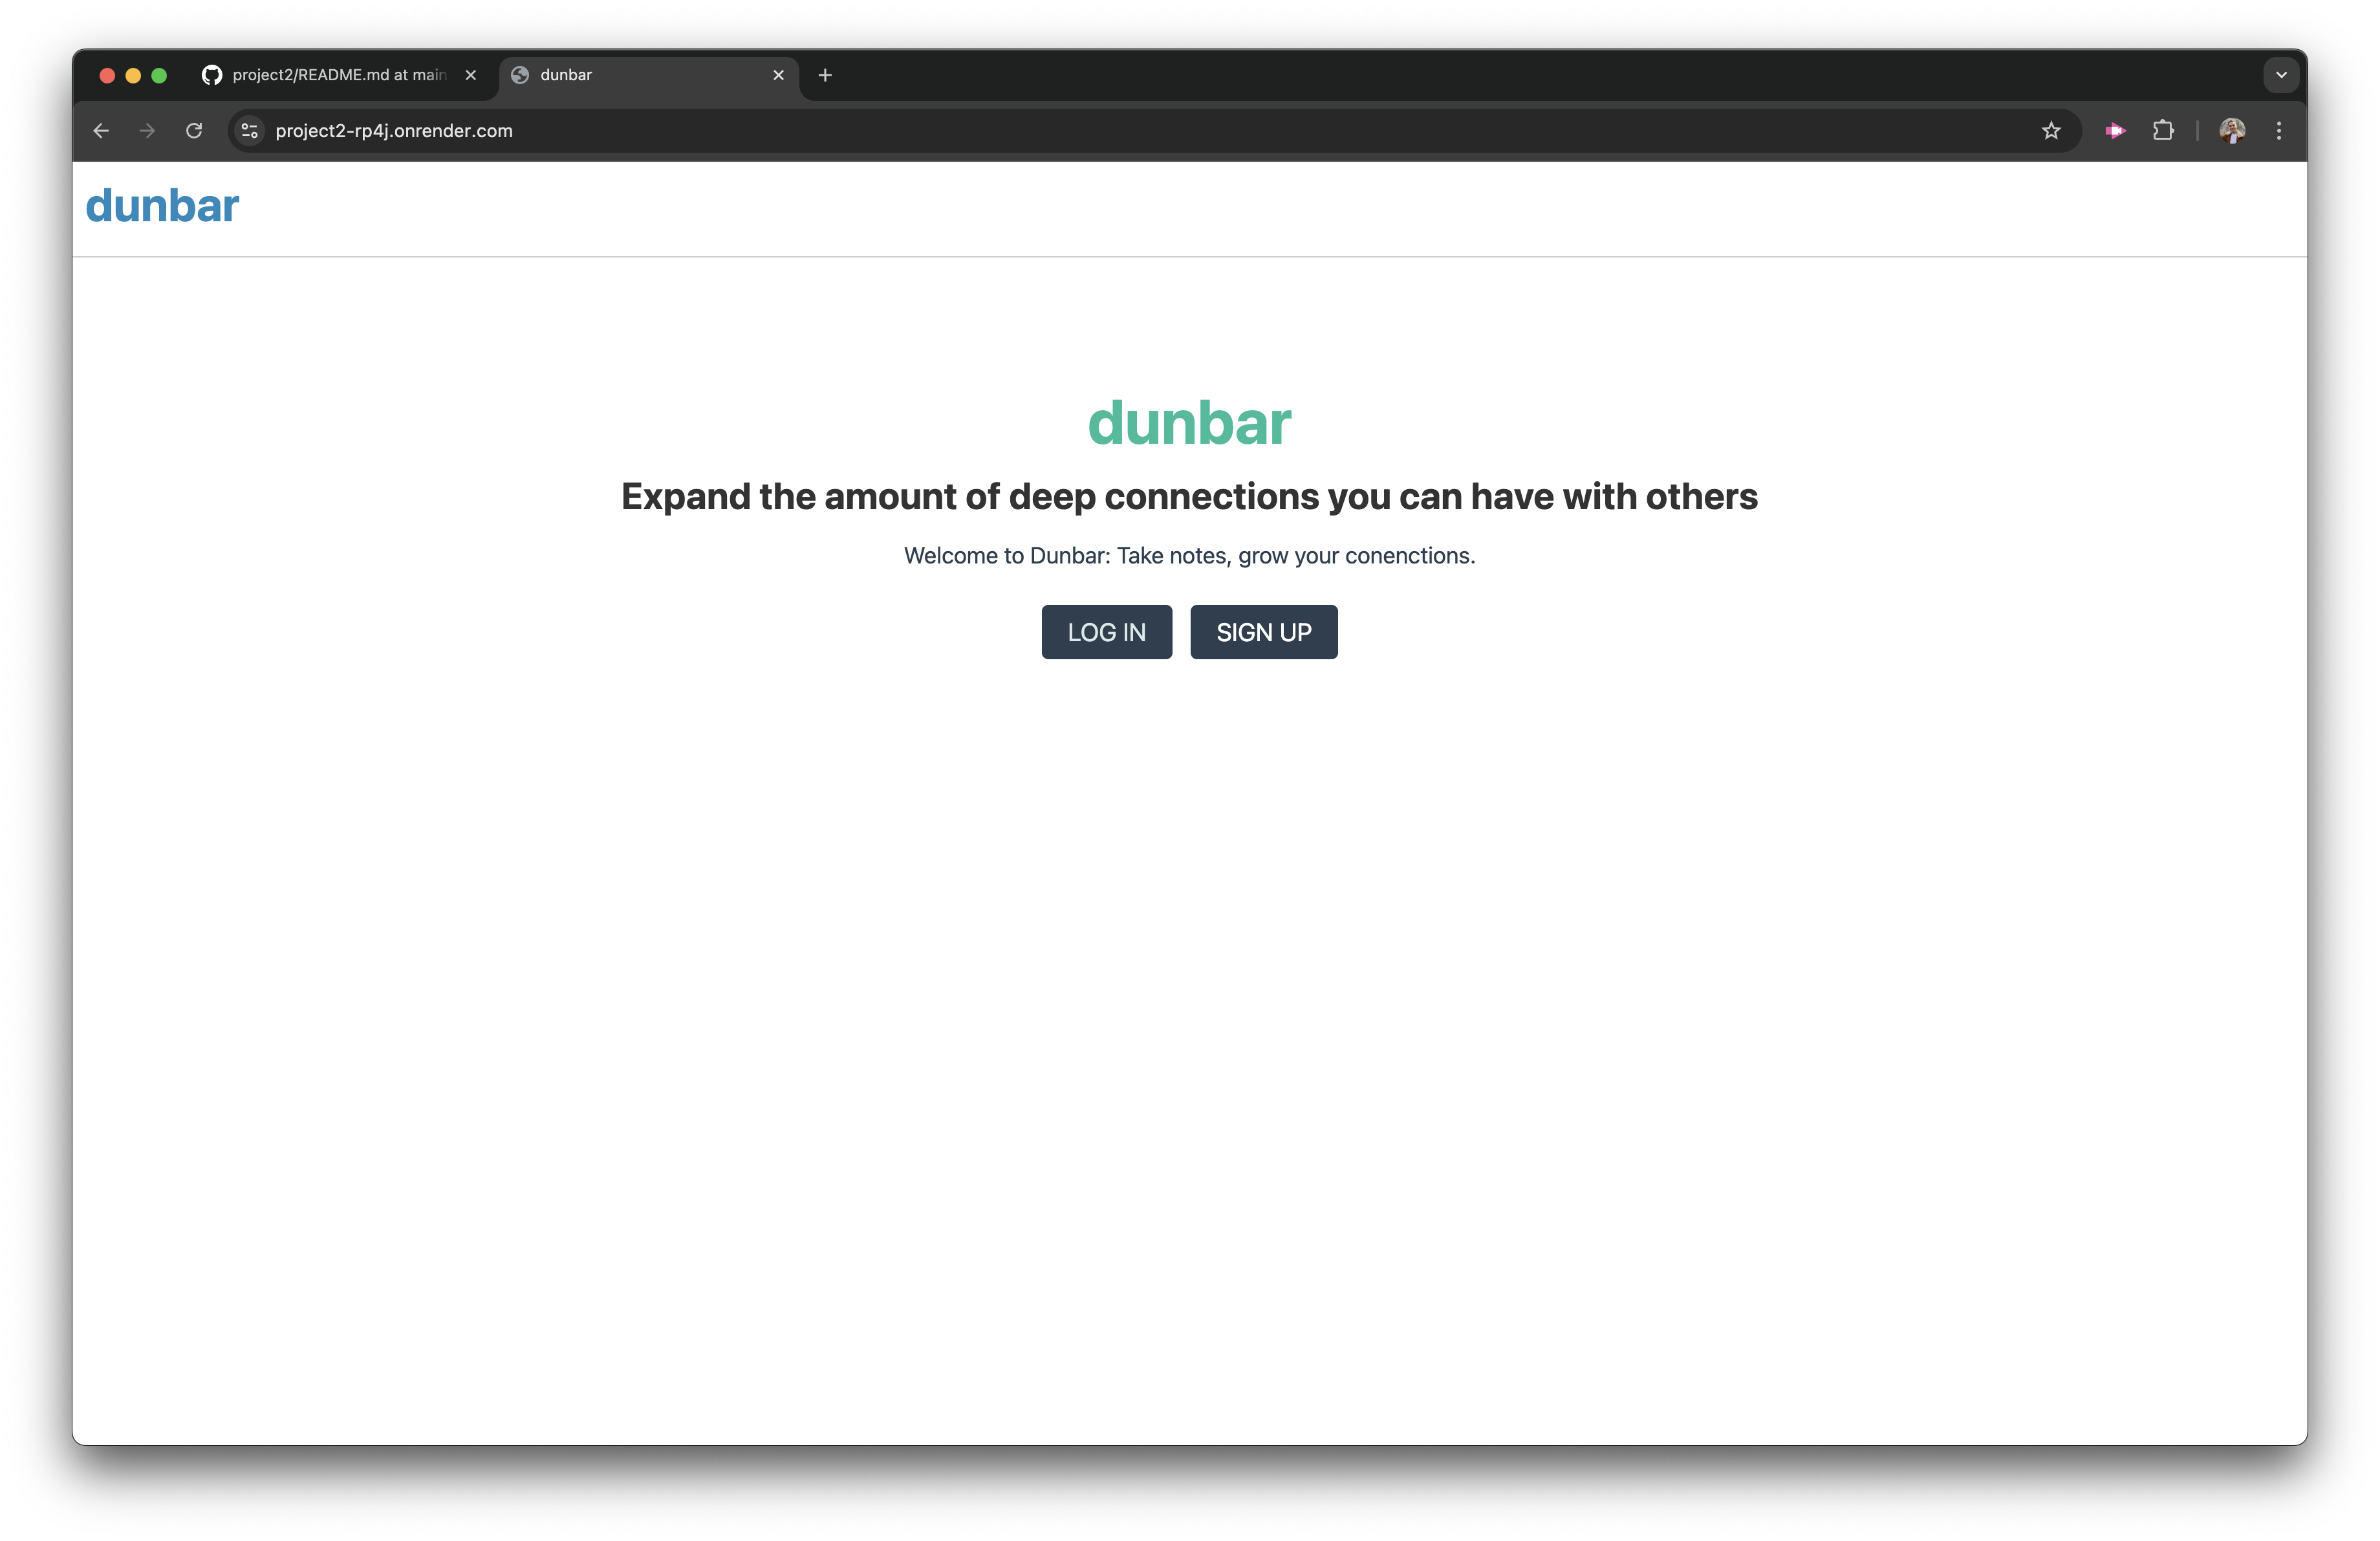 project2/README.md at main
dunbar
project2-rp4j.onrender.com
dunbar
dunbar
Expand the amount of deep connections you can have with others
Welcome to Dunbar: Take notes, grow your conenctions.
LOG IN
SIGN UP